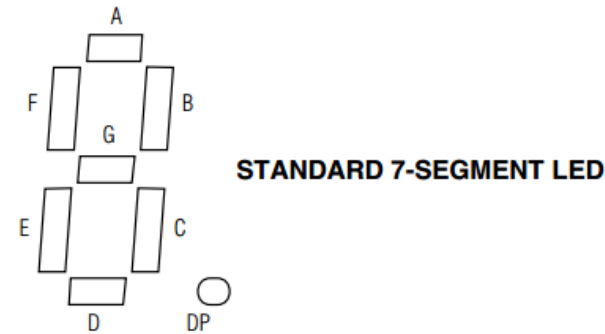 A
F B
G
STANDARD 7-SEGMENT LED
E C
D DP